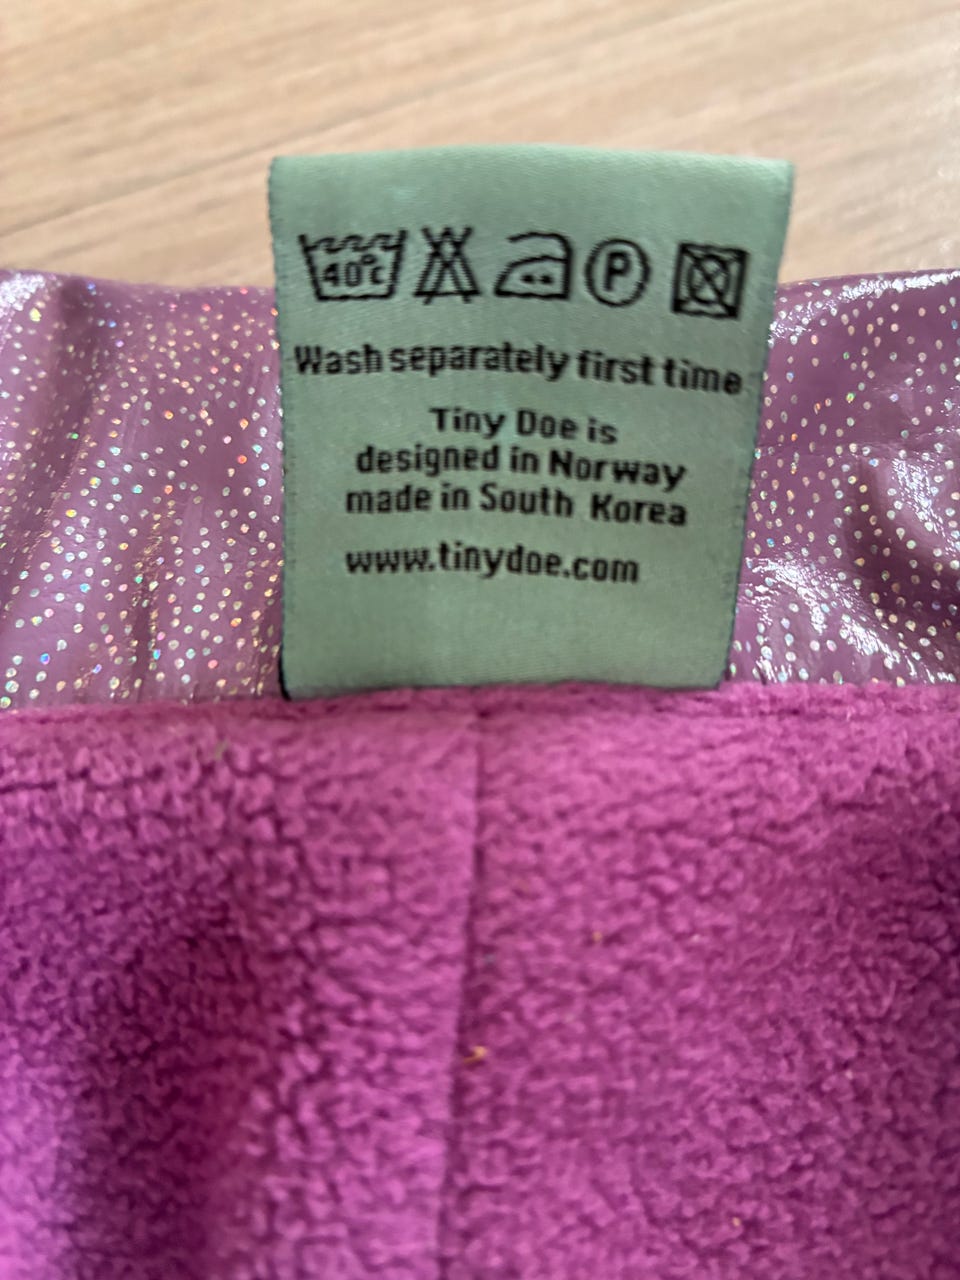 40°c P
Wash separately first time
Tiny Doe is
designed in Norway
made in South Korea
www.tinydoe.com